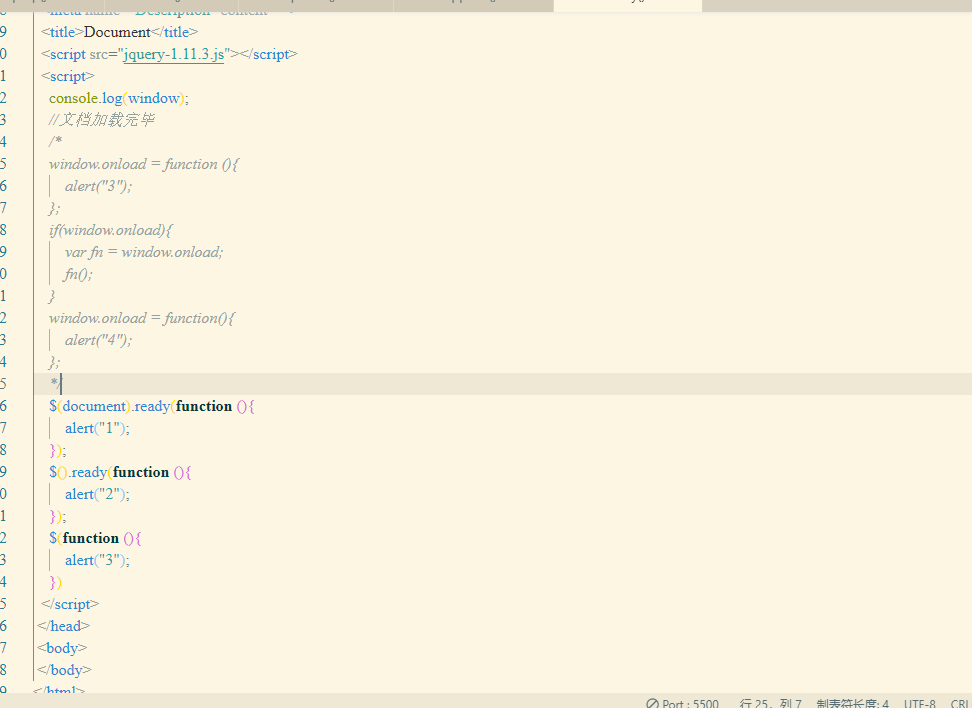 9 <title>Document</title>
0 <script src="jquery-1.11.3.js"></script>
1 <script>
2 console.log(window);
3 //文档加载完毕
4 /*
5 window.onload = function (){
6 alert("3");
7 };
8 if(window.onload){
9 var fn = window.onload;
0 fn();
1 }
2 window.onload = function(){
3 alert("4");
4 };
5 */
6 $(document).ready(function (){
7 alert("1");
8 });
9 $().ready(function (){
0 alert("2");
1 });
2 $(function (){
3 alert("3");
4 })
5 </script>
6 </head>
7 <body>
8 </body>
9 </html>
Port : 5500 行 25，列 7 制表符长度: 4 UTF-8 CRL